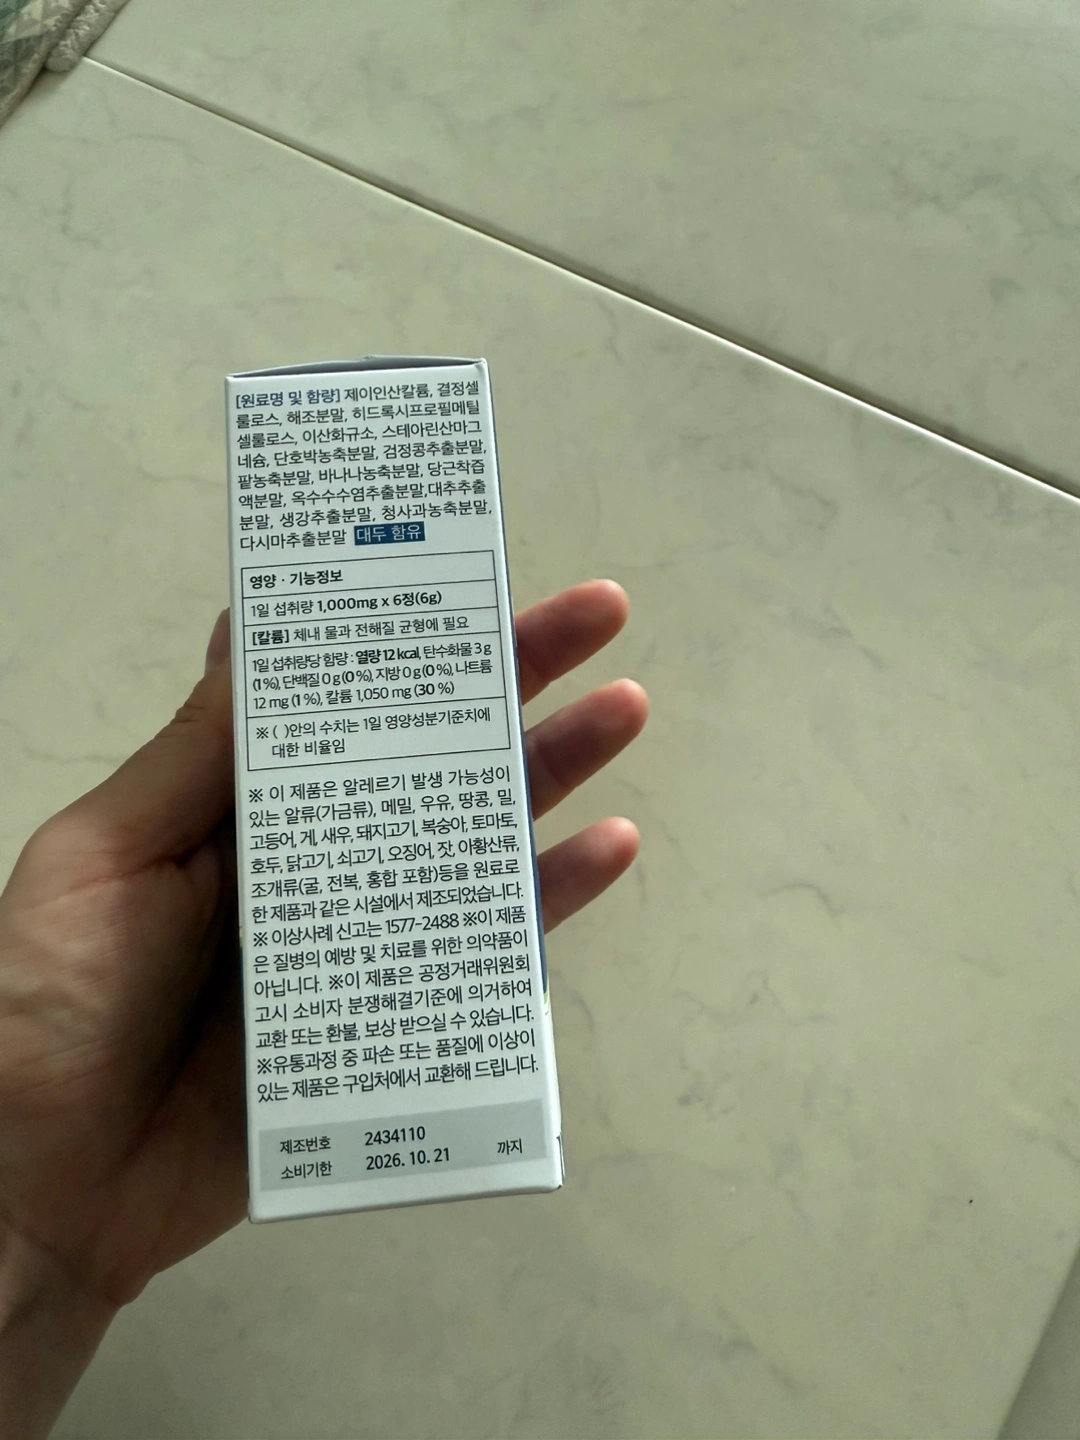 [원료명 및 함량] 제이인산칼륨, 결정셀
룰로스, 해조분말, 히드록시프로필메틸
셀룰로스, 이산화규소, 스테아린산마그
네슘, 단호박농축분말, 검정콩추출분말,
팥농축분말, 바나나농축분말, 당근착즙
액분말, 옥수수수염추출분말,대추추출
분말, 생강추출분말, 청사과농축분말,
다시마추출분말 대두 함유
영양 · 기능정보
1일 섭취량 1,000mg x 6정(6g)
[칼륨] 체내 물과 전해질 균형에 필요
1일 섭취량당 함량 : 열량 12 kcal, 탄수화물 3 g
(1%), 단백질 0 g (0 %), 지방 0 g (0 %), 나트륨
12 mg (1 %), 칼륨 1,050 mg (30 %)
※ ( )안의 수치는 1일 영양성분기준치에
대한 비율임
※ 이 제품은 알레르기 발생 가능성이
있는 알류(가금류), 메밀, 우유, 땅콩, 밀,
고등어, 게, 새우, 돼지고기, 복숭아, 토마토,
호두, 닭고기, 쇠고기, 오징어, 잣, 아황산류,
조개류(굴, 전복, 홍합 포함)등을 원료로
한 제품과 같은 시설에서 제조되었습니다.
※ 이상사례 신고는 1577-2488 ※이 제품
은 질병의 예방 및 치료를 위한 의약품이
아닙니다. ※이 제품은 공정거래위원회
고시 소비자 분쟁해결기준에 의거하여
교환 또는 환불, 보상 받으실 수 있습니다.
※유통과정 중 파손 또는 품질에 이상이
있는 제품은 구입처에서 교환해 드립니다.
제조번호 2434110
소비기한 2026. 10. 21 까지